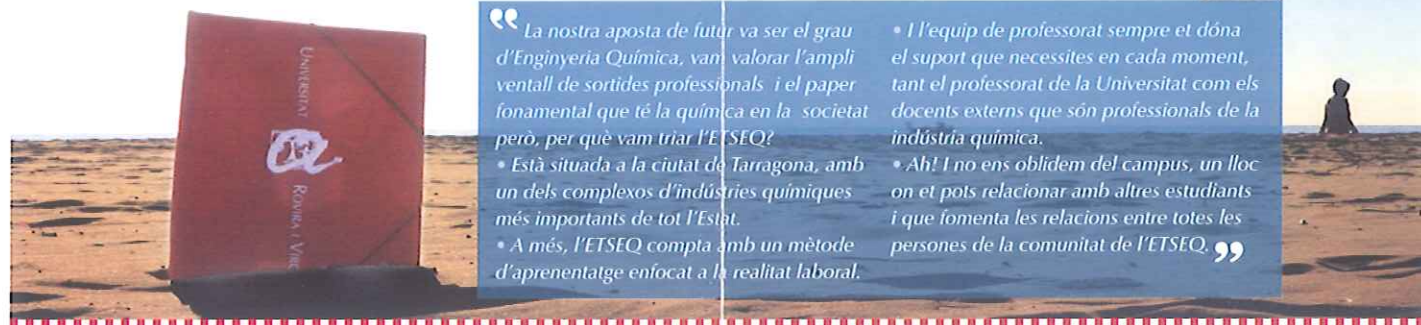 UNIVERSITAT
ROVIRA I
“ La nostra aposta de futur va ser el grau
d'Enginyeria Química, vam valorar l'ampli
ventall de sortides professionals i el paper
fonamental que té la química en la societat
però, per què vam triar l'ETSEQ?
• Està situada a la ciutat de Tarragona, amb
un dels complexos d'indústries químiques
més importants de tot l'Estat.
• A més, l'ETSEQ compta amb un mètode
d'aprenentatge enfocat a la realitat laboral.
• I l'equip de professorat sempre et dóna
el suport que necessites en cada moment,
tant el professorat de la Universitat com els
docents externs que són professionals de la
indústria química.
• Ah! I no ens oblidem del campus, un lloc
on et pots relacionar amb altres estudiants
i que fomenta les relacions entre totes les
persones de la comunitat de l'ETSEQ. ”